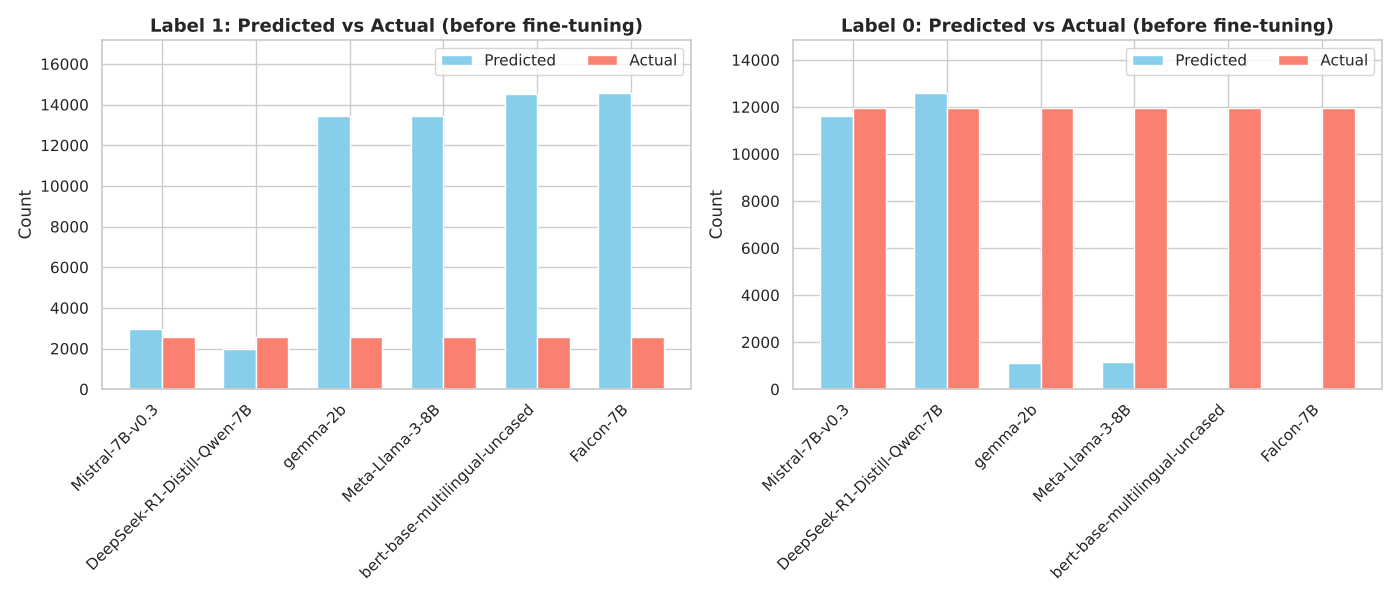 Label 1: Predicted vs Actual (before fine-tuning)
Predicted Actual
Count
16000
14000
12000
10000
8000
6000
4000
2000
0
Mistral-7B-v0.3
DeepSeek-R1-Distill-Qwen-7B
gemma-2b
Meta-Llama-3-8B
bert-base-multilingual-uncased
Falcon-7B
Label 0: Predicted vs Actual (before fine-tuning)
Predicted Actual
Count
14000
12000
10000
8000
6000
4000
2000
0
Mistral-7B-v0.3
DeepSeek-R1-Distill-Qwen-7B
gemma-2b
Meta-Llama-3-8B
bert-base-multilingual-uncased
Falcon-7B